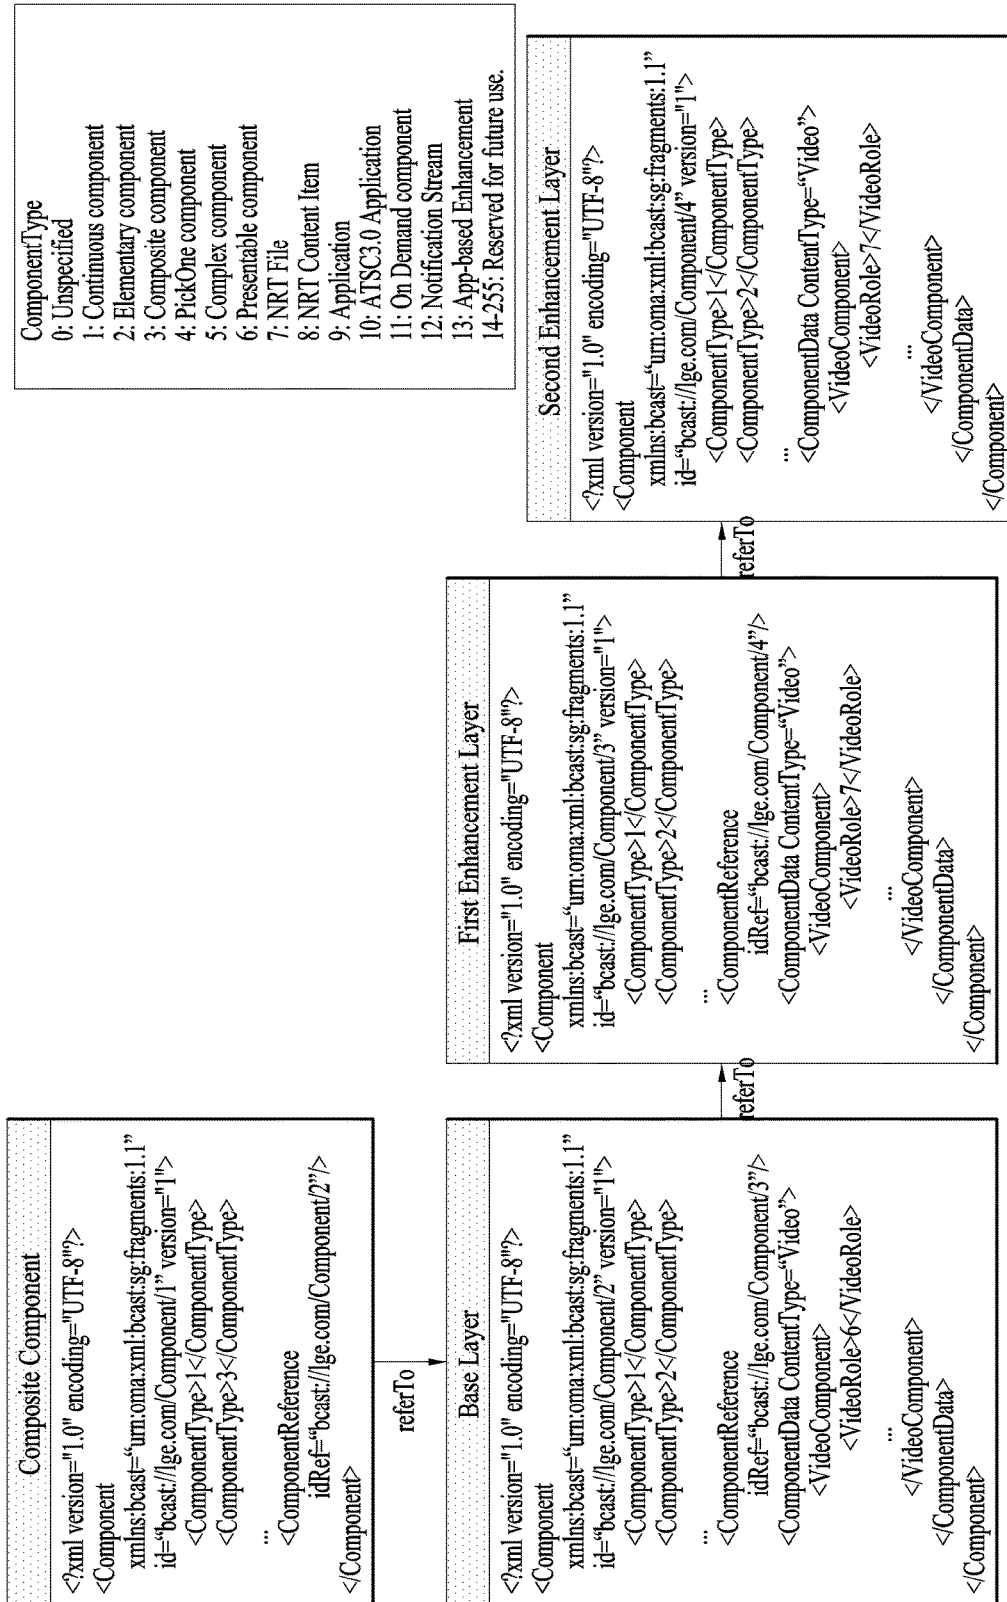 Composite Component
<?xml version="1.0" encoding="UTF-8"?>
<Component
xmlns:bcast=“urn:oma:xml:bcast:sg:fragments:1.1”
id=“bcast://lge.com/Component/1” version="1">
<ComponentType>1</ComponentType>
<ComponentType>3</ComponentType>
...
<ComponentReference
idRef=“bcast://lge.com/Component/2”/>
</Component>
referTo
ComponentType
0: Unspecified
1: Continuous component
2: Elementary component
3: Composite component
4: PickOne component
5: Complex component
6: Presentable component
7: NRT File
8: NRT Content Item
9: Application
10: ATSC3.0 Application
11: On Demand component
12: Notification Stream
13: App-based Enhancement
14-255: Reserved for future use.
Base Layer
<?xml version="1.0" encoding="UTF-8"?>
<Component
xmlns:bcast=“urn:oma:xml:bcast:sg:fragments:1.1”
id=“bcast://lge.com/Component/2” version="1">
<ComponentType>1</ComponentType>
<ComponentType>2</ComponentType>
...
<ComponentReference
idRef=“bcast://lge.com/Component/3”/>
<ComponentData ContentType=“Video”>
<VideoComponent>
<VideoRole>6</VideoRole>
...
</VideoComponent>
</ComponentData>
</Component>
referTo
First Enhancement Layer
<?xml version="1.0" encoding="UTF-8"?>
<Component
xmlns:bcast=“urn:oma:xml:bcast:sg:fragments:1.1”
id=“bcast://lge.com/Component/3” version="1">
<ComponentType>1</ComponentType>
<ComponentType>2</ComponentType>
...
<ComponentReference
idRef=“bcast://lge.com/Component/4”/>
<ComponentData ContentType=“Video”>
<VideoComponent>
<VideoRole>7</VideoRole>
...
</VideoComponent>
</ComponentData>
</Component>
referTo
Second Enhancement Layer
<?xml version="1.0" encoding="UTF-8"?>
<Component
xmlns:bcast=“urn:oma:xml:bcast:sg:fragments:1.1”
id=“bcast://lge.com/Component/4” version="1">
<ComponentType>1</ComponentType>
<ComponentType>2</ComponentType>
...
<ComponentData ContentType=“Video”>
<VideoComponent>
<VideoRole>7</VideoRole>
...
</VideoComponent>
</ComponentData>
</Component>